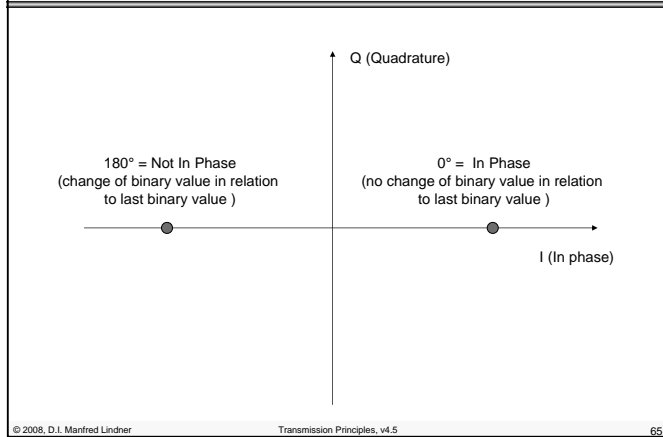 Q (Quadrature)
180° = Not In Phase
(change of binary value in relation
to last binary value )
0° = In Phase
(no change of binary value in relation
to last binary value )
I (In phase)
© 2008, D.I. Manfred Lindner
Transmission Principles, v4.5
65